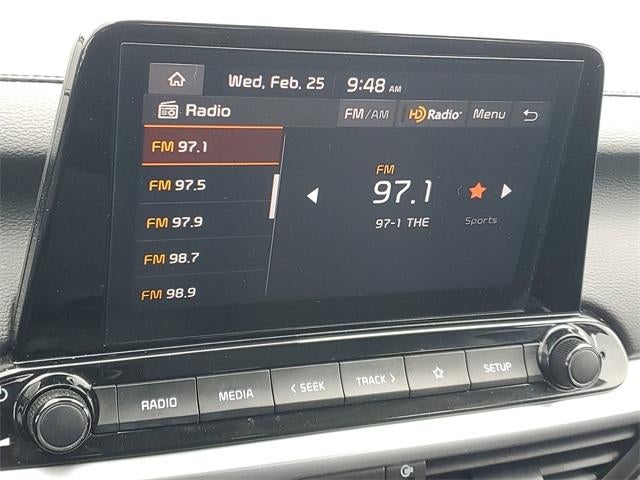 Wed, Feb. 25 9:48 AM
Radio FM/AM HD Radio Menu
FM 97.1
FM 97.5
FM 97.9
FM 98.7
FM 98.9
FM
97.1
97-1 THE
Sports
RADIO MEDIA < SEEK TRACK > SETUP